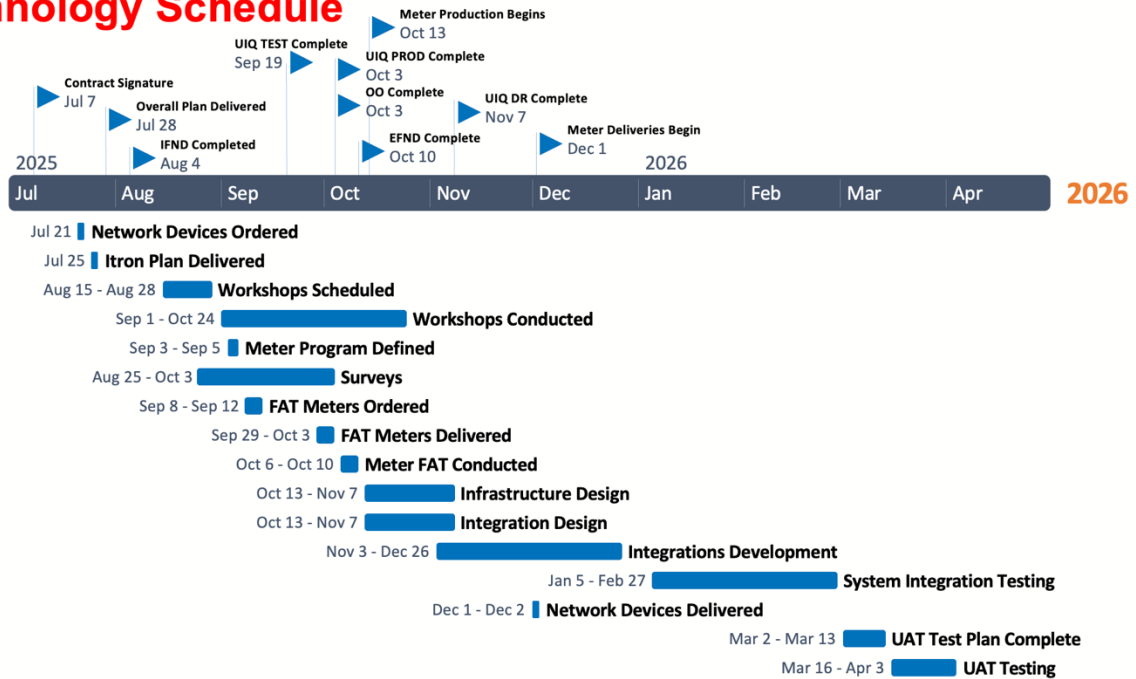 nology Schedule
Meter Production Begins
Oct 13
UIQ TEST Complete
Sep 19
UIQ PROD Complete
Oct 3
Contract Signature
Jul 7
OO Complete
Oct 3
Overall Plan Delivered
Jul 28
UIQ DR Complete
Nov 7
IFND Completed
Aug 4
EFND Complete
Oct 10
Meter Deliveries Begin
Dec 1
2025 2026
Jul Aug Sep Oct Nov Dec Jan Feb Mar Apr 2026
Jul 21 Network Devices Ordered
Jul 25 Itron Plan Delivered
Aug 15 - Aug 28 Workshops Scheduled
Sep 1 - Oct 24 Workshops Conducted
Sep 3 - Sep 5 Meter Program Defined
Aug 25 - Oct 3 Surveys
Sep 8 - Sep 12 FAT Meters Ordered
Sep 29 - Oct 3 FAT Meters Delivered
Oct 6 - Oct 10 Meter FAT Conducted
Oct 13 - Nov 7 Infrastructure Design
Oct 13 - Nov 7 Integration Design
Nov 3 - Dec 26 Integrations Development
Jan 5 - Feb 27 System Integration Testing
Dec 1 - Dec 2 Network Devices Delivered
Mar 2 - Mar 13 UAT Test Plan Complete
Mar 16 - Apr 3 UAT Testing